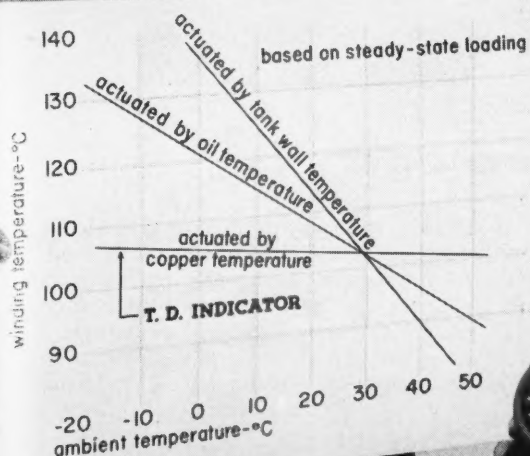 140
130
120
110
100
90
winding temperature-°C
based on steady-state loading
actuated by tank wall temperature
actuated by oil temperature
actuated by
copper temperature
T. D. INDICATOR
-20 -10 0 10 20 30 40 50
ambient temperature-°C